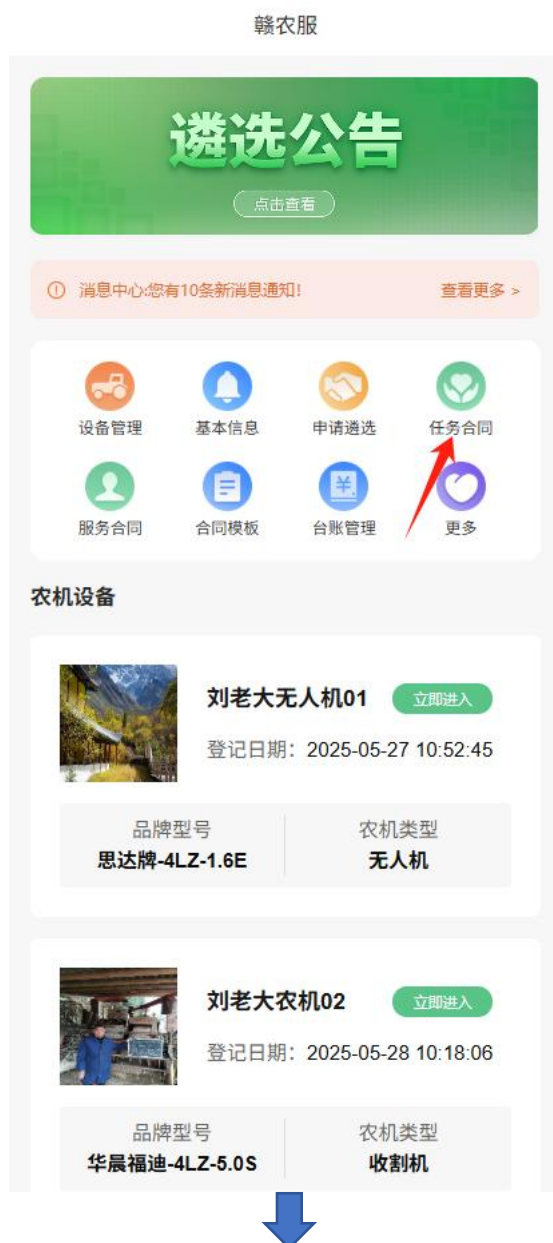 赣农服
遴选公告
点击查看
消息中心:您有10条新消息通知! 查看更多 >
设备管理 基本信息 申请遴选 任务合同
服务合同 合同模板 台账管理 更多
农机设备
刘老大无人机01 立即进入
登记日期：2025-05-27 10:52:45
品牌型号 农机类型
思达牌-4LZ-1.6E 无人机
刘老大农机02 立即进入
登记日期：2025-05-28 10:18:06
品牌型号 农机类型
华晨福迪-4LZ-5.0S 收割机